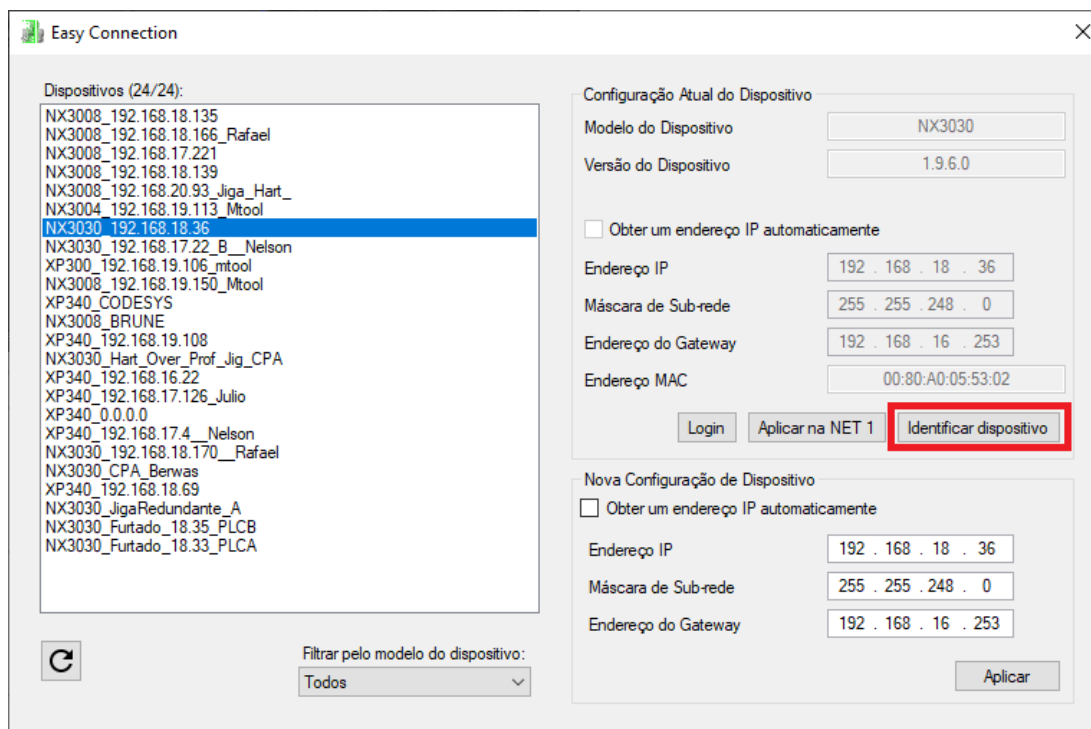 Easy Connection
Dispositivos (24/24):
NX3008_192.168.18.135
NX3008_192.168.18.166_Rafael
NX3008_192.168.17.221
NX3008_192.168.18.139
NX3008_192.168.20.93_Jiga_Hart_
NX3004_192.168.19.113_Mtool
NX3030_192.168.18.36
NX3030_192.168.17.22_B__Nelson
XP300_192.168.19.106_mtool
NX3008_192.168.19.150_Mtool
XP340_CODESYS
NX3008_BRUNE
XP340_192.168.19.108
NX3030_Hart_Over_Prof_Jig_CPA
XP340_192.168.16.22
XP340_192.168.17.126_Julio
XP340_0.0.0.0
XP340_192.168.17.4__Nelson
NX3030_192.168.18.170__Rafael
NX3030_CPA_Berwas
XP340_192.168.18.69
NX3030_JigaRedundante_A
NX3030_Furtado_18.35_PLCB
NX3030_Furtado_18.33_PLCA
Filtrar pelo modelo do dispositivo:
Todos
Configuração Atual do Dispositivo
Modelo do Dispositivo NX3030
Versão do Dispositivo 1.9.6.0
Obter um endereço IP automaticamente
Endereço IP 192 . 168 . 18 . 36
Máscara de Sub-rede 255 . 255 . 248 . 0
Endereço do Gateway 192 . 168 . 16 . 253
Endereço MAC 00:80:A0:05:53:02
Login Aplicar na NET 1 Identificar dispositivo
Nova Configuração de Dispositivo
Obter um endereço IP automaticamente
Endereço IP 192 . 168 . 18 . 36
Máscara de Sub-rede 255 . 255 . 248 . 0
Endereço do Gateway 192 . 168 . 16 . 253
Aplicar